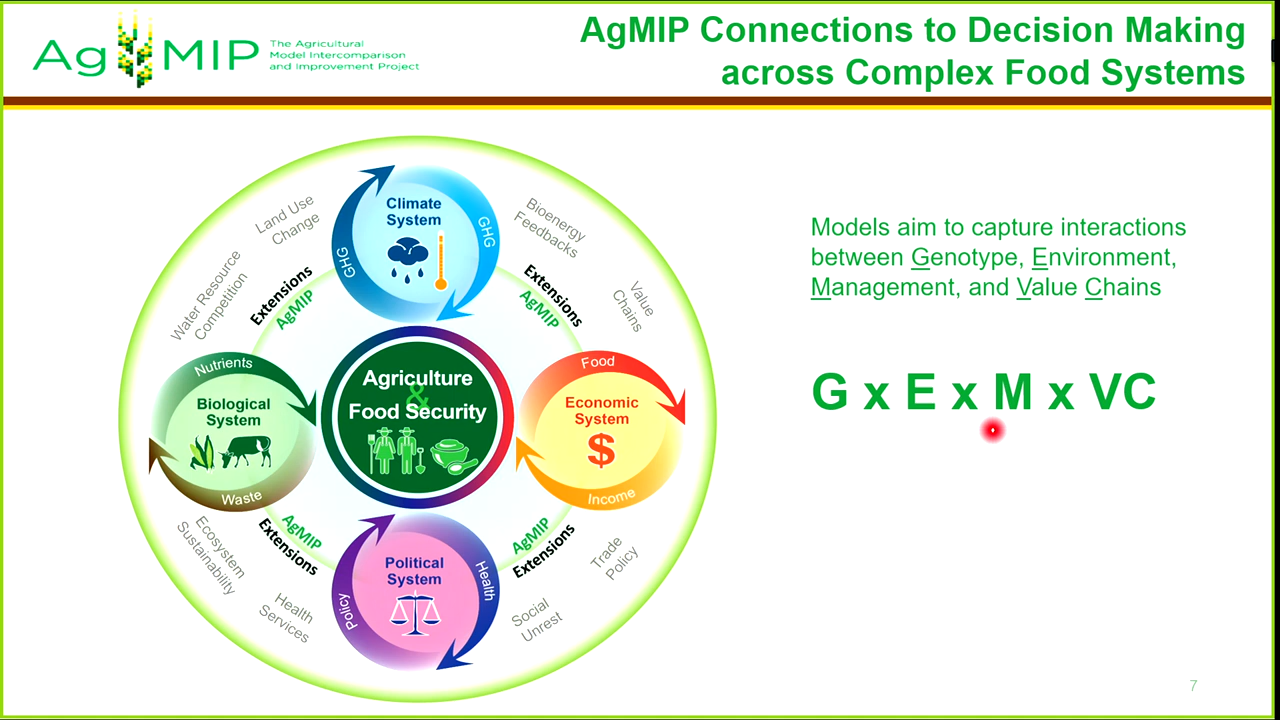 AgMIP
The Agricultural
Model Intercomparison
and Improvement Project
AgMIP Connections to Decision Making
across Complex Food Systems
Land Use
Change
Water Resource
Competition
Extensions
AgMIP
Climate
System
GHG
GHG
Bioenergy
Feedbacks
Value
Chains
Extensions
AgMIP
Nutrients
Biological
System
Waste
Agriculture
&
Food Security
Food
Economic
System
$
Income
AgMIP
Extensions
Ecosystem
Sustainability
Health
Services
Political
System
Policy
Health
AgMIP
Extensions
Trade
Policy
Social
Unrest
Models aim to capture interactions
between Genotype, Environment,
Management, and Value Chains
G x E x M x VC
7